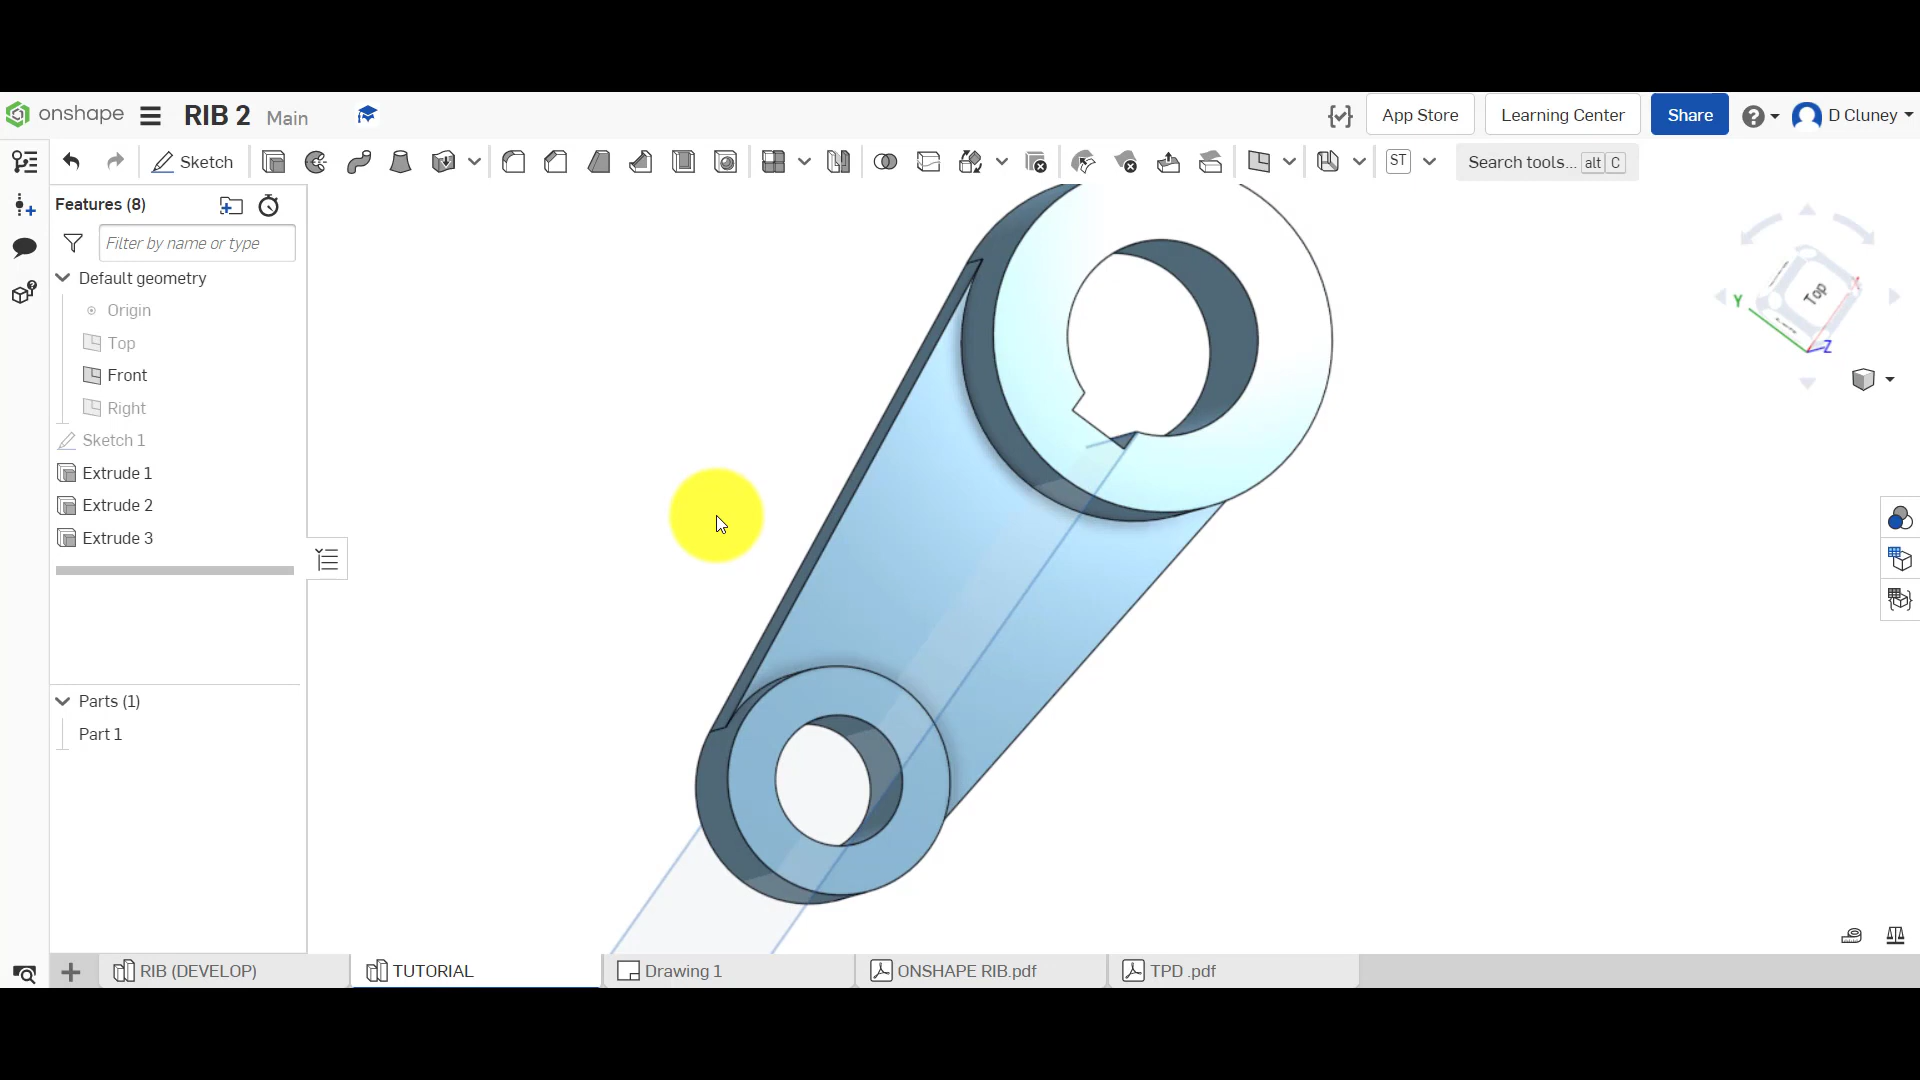 onshape RIB 2 Main App Store Learning Center Share D Cluney
Sketch ST Search tools... alt C
Features (8)
Filter by name or type
Default geometry
Origin
Top
Front
Right
Sketch 1
Extrude 1
Extrude 2
Extrude 3
Parts (1)
Part 1
Top
X
Y
Z
RIB (DEVELOP) TUTORIAL Drawing 1 ONSHAPE RIB.pdf TPD .pdf